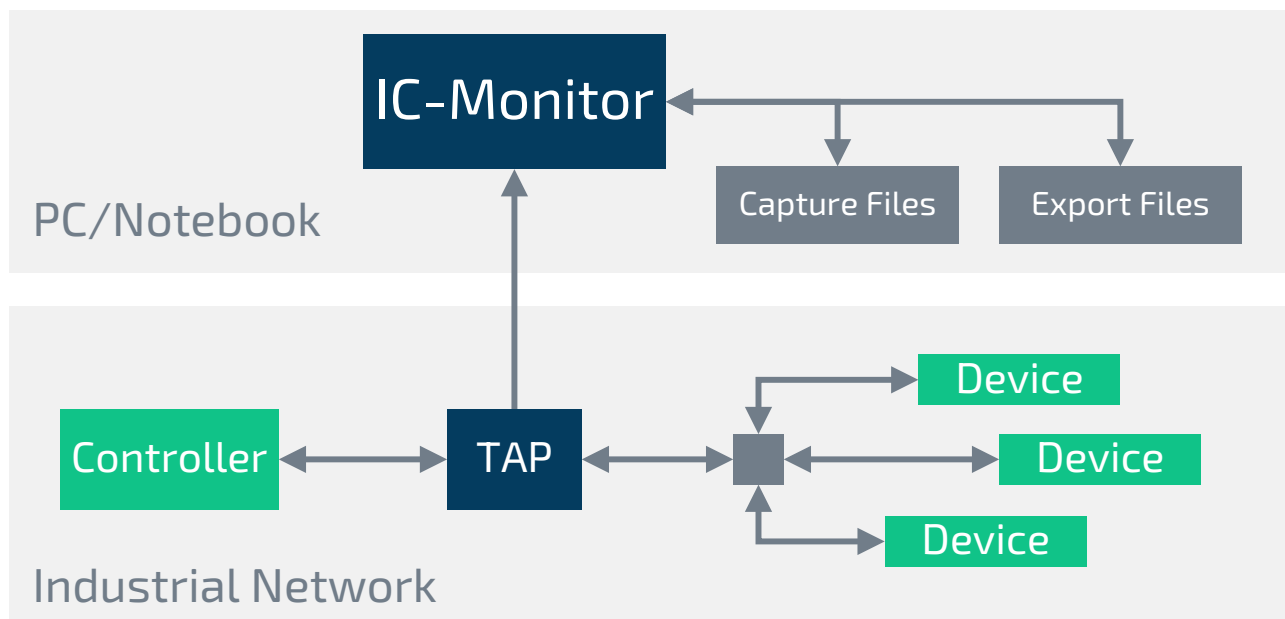 IC-Monitor
Capture Files
Export Files
PC/Notebook
Device
Controller
TAP
Device
Device
Industrial Network